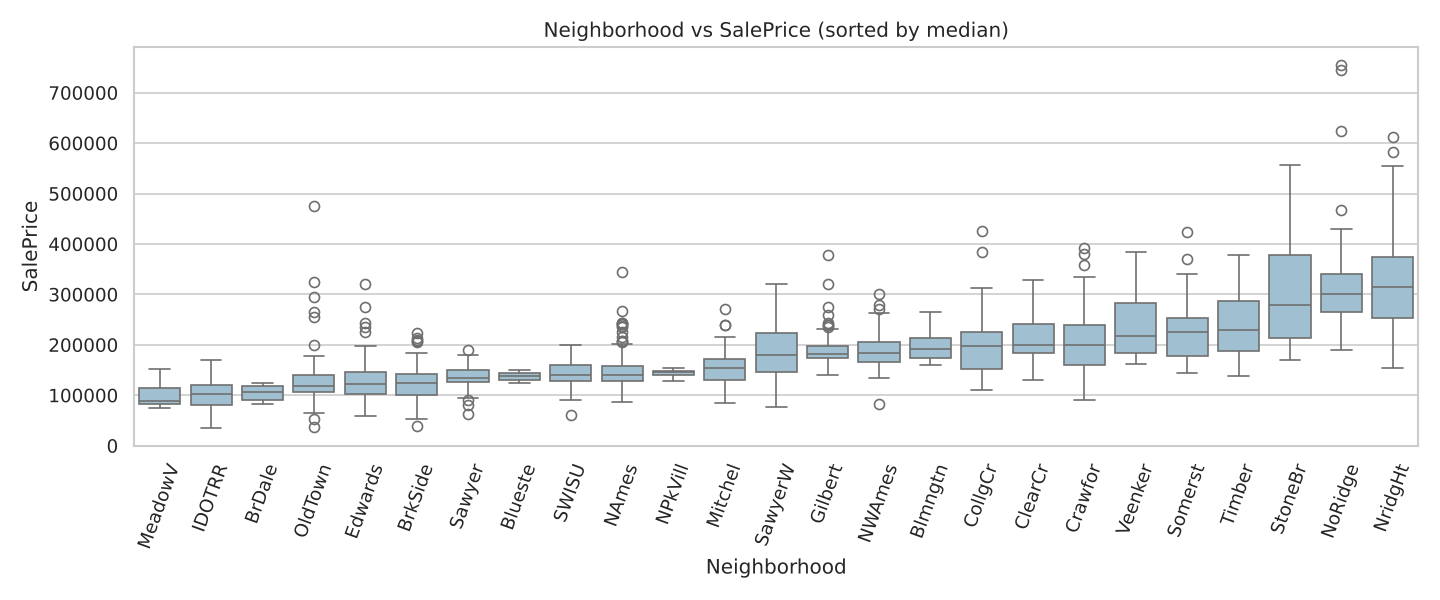 Neighborhood vs SalePrice (sorted by median)
SalePrice
700000
600000
500000
400000
300000
200000
100000
0
MeadowV
IDOTRR
BrDale
OldTown
Edwards
BrkSide
Sawyer
Blueste
SWISU
NAmes
NPkVill
Mitchel
SawyerW
Gilbert
NWAmes
Blmngtn
CollgCr
ClearCr
Crawfor
Veenker
Somerst
Timber
StoneBr
NoRidge
NridgHt
Neighborhood